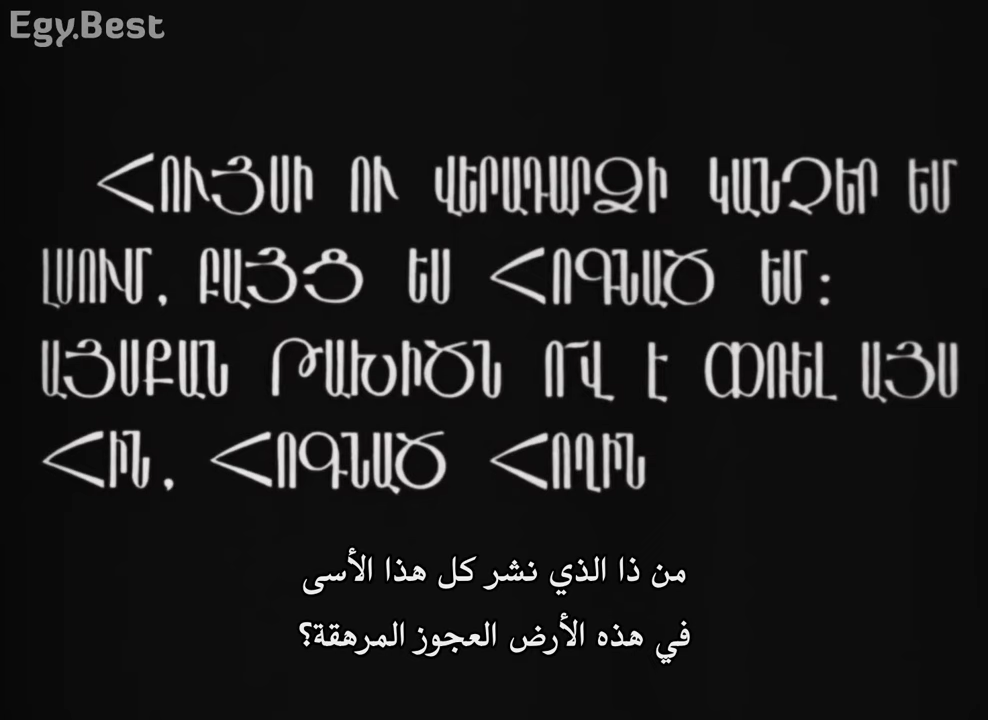 Egy.Best
ՀՈՒՅՍԻ ՈՒ ՎԵՐԱԴԱՐՁԻ ԿԱՆՉԵՐ ԵՄ
ԼՍՈՒՄ, ԲԱՅՑ ԵՍ ՀՈԳՆԱԾ ԵՄ:
ԱՅՍՔԱՆ ԹԱԽԻԾՆ Ո՞Վ Է ՓՌԵԼ ԱՅՍ
ՀԻՆ, ՀՈԳՆԱԾ ՀՈՂԻՆ
من ذا الذي نشر كل هذا الأسى
في هذه الأرض العجوز المرهقة؟